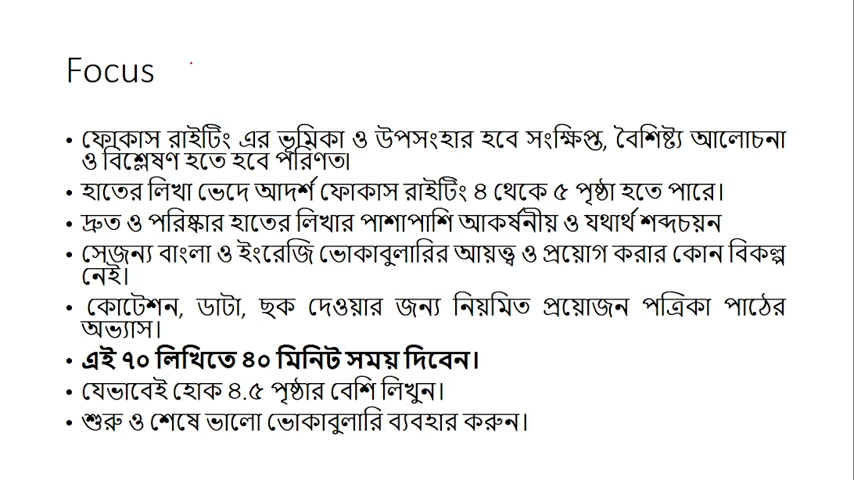 Focus
• ফোকাস রাইটিং এর ভূমিকা ও উপসংহার হবে সংক্ষিপ্ত, বৈশিষ্ট্য আলোচনা
ও বিশ্লেষণ হতে হবে পরিণত।
• হাতের লিখা ভেদে আদর্শ ফোকাস রাইটিং ৪ থেকে ৫ পৃষ্ঠা হতে পারে।
• দ্রুত ও পরিষ্কার হাতের লিখার পাশাপাশি আকর্ষনীয় ও যথার্থ শব্দচয়ন
• সেজন্য বাংলা ও ইংরেজি ভোকাবুলারির আয়ত্ত্ব ও প্রয়োগ করার কোন বিকল্প
নেই।
• কোটেশন, ডাটা, ছক দেওয়ার জন্য নিয়মিত প্রয়োজন পত্রিকা পাঠের
অভ্যাস।
• এই ৭০ লিখিতে ৪০ মিনিট সময় দিবেন।
• যেভাবেই হোক ৪.৫ পৃষ্ঠার বেশি লিখুন।
• শুরু ও শেষে ভালো ভোকাবুলারি ব্যবহার করুন।